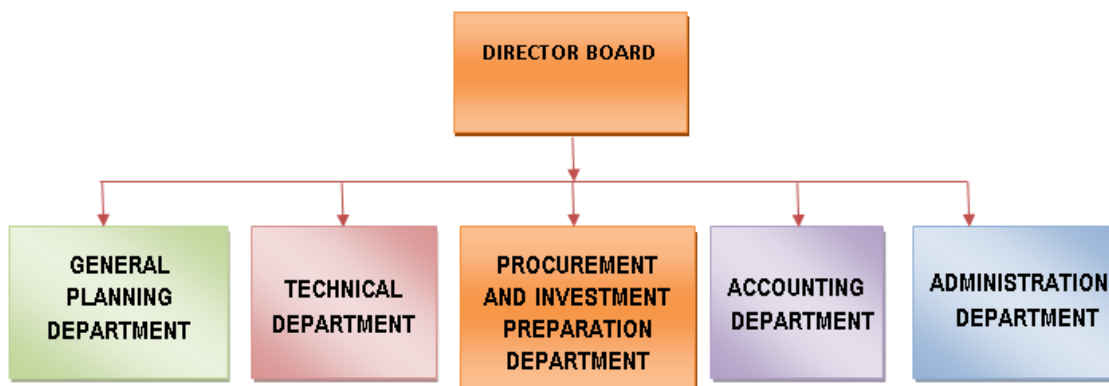 DIRECTOR BOARD
GENERAL
PLANNING
DEPARTMENT
TECHNICAL
DEPARTMENT
PROCUREMENT
AND INVESTMENT
PREPARATION
DEPARTMENT
ACCOUNTING
DEPARTMENT
ADMINISTRATION
DEPARTMENT